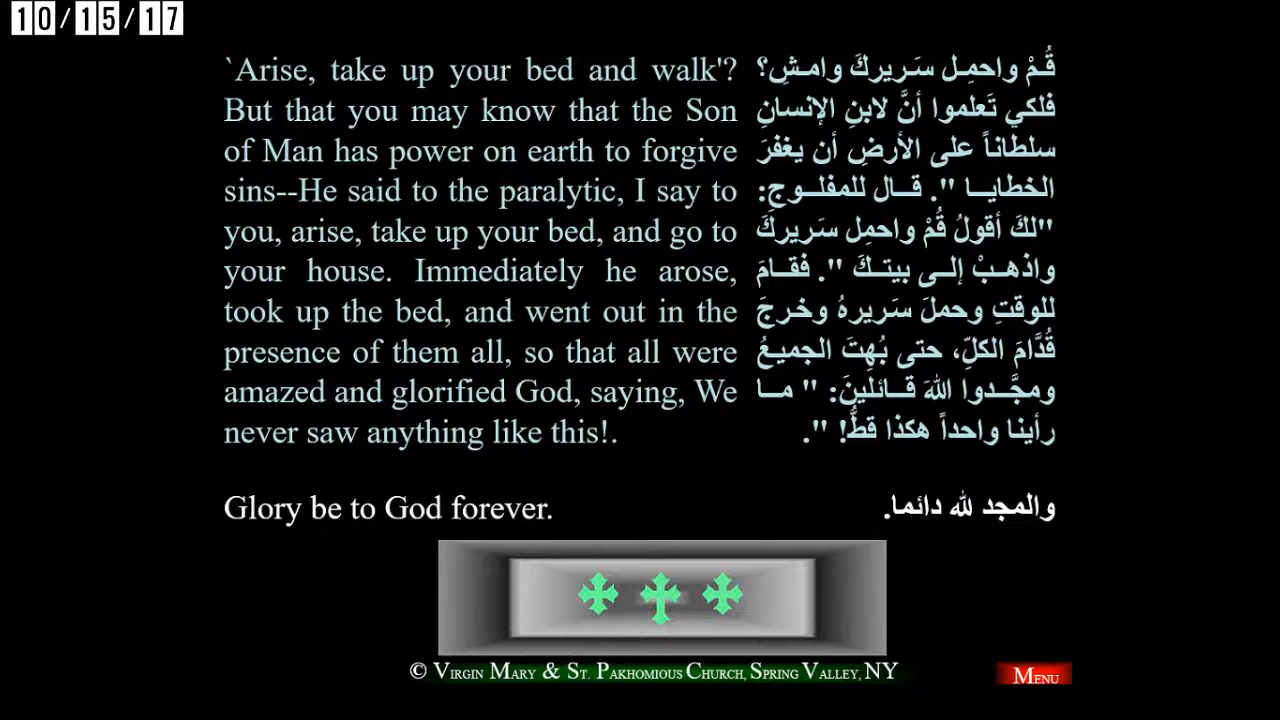 10/15/17
`Arise, take up your bed and walk'?
But that you may know that the Son
of Man has power on earth to forgive
sins--He said to the paralytic, I say to
you, arise, take up your bed, and go to
your house. Immediately he arose,
took up the bed, and went out in the
presence of them all, so that all were
amazed and glorified God, saying, We
never saw anything like this!.
قُمْ واحمِل سَريركَ وامشِ؟
فلكي تَعلموا أنَّ لابنِ الإنسانِ
سلطاناً على الأرضِ أن يغفرَ
الخطايا ". قال للمفلوجِ:
"لكَ أقولُ قُمْ واحمِل سَريركَ
واذهبْ إلى بيتكَ ". فقامَ
للوقتِ وحملَ سَريرهُ وخرجَ
قُدَّامَ الكلِّ، حتى بُهِتَ الجميعُ
ومجَّدوا اللهَ قائلينَ: " ما
رأينا واحداً هكذا قطُّ! ".
Glory be to God forever.
والمجد لله دائما.
© Virgin Mary & St. Pakhomious Church, Spring Valley, NY
Menu